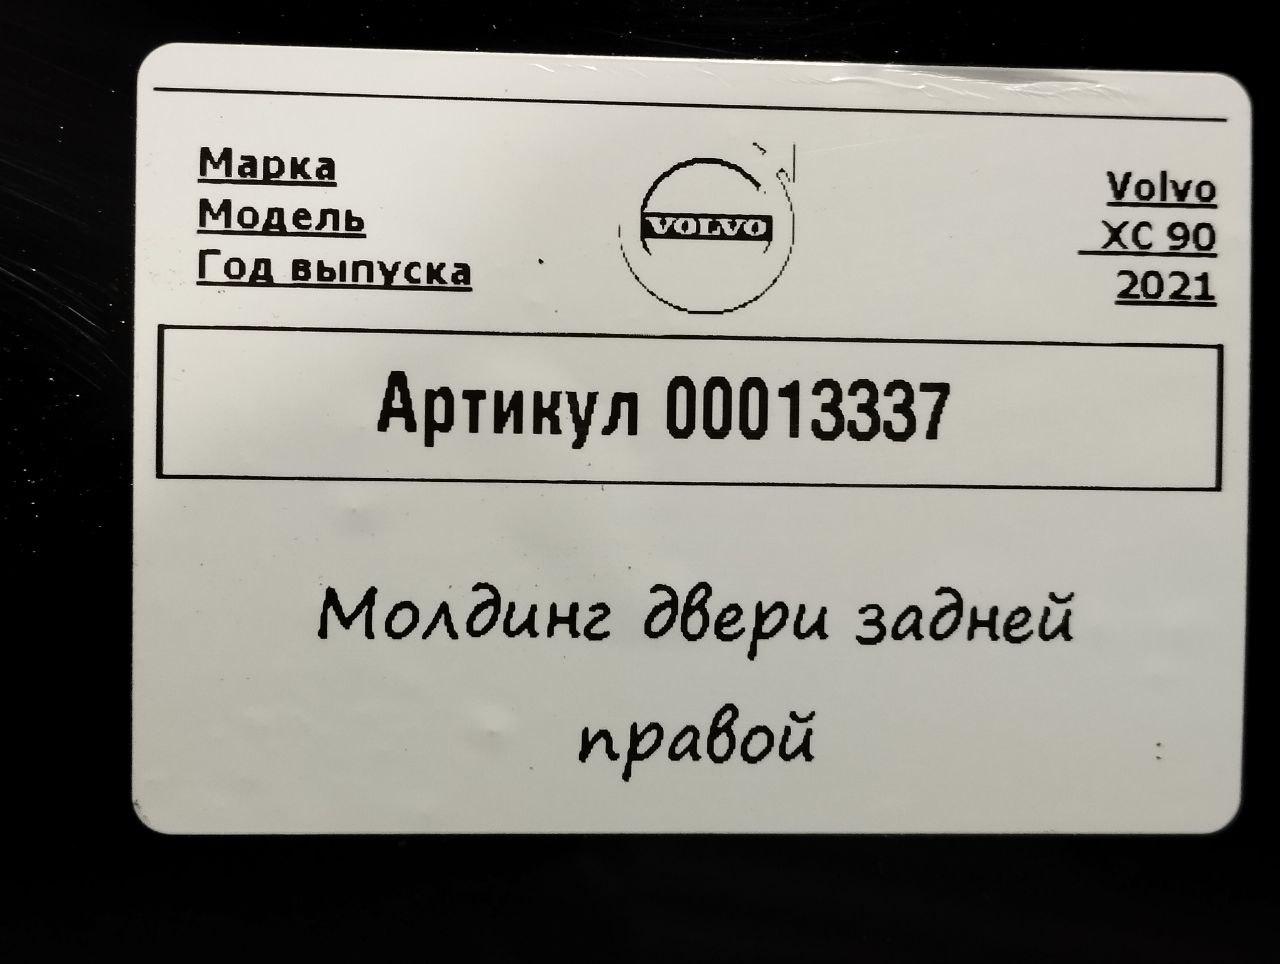 Марка
Модель
Год выпуска
VOLVO
Volvo
XC 90
2021
Артикул 00013337
Молдинг двери задней
правой